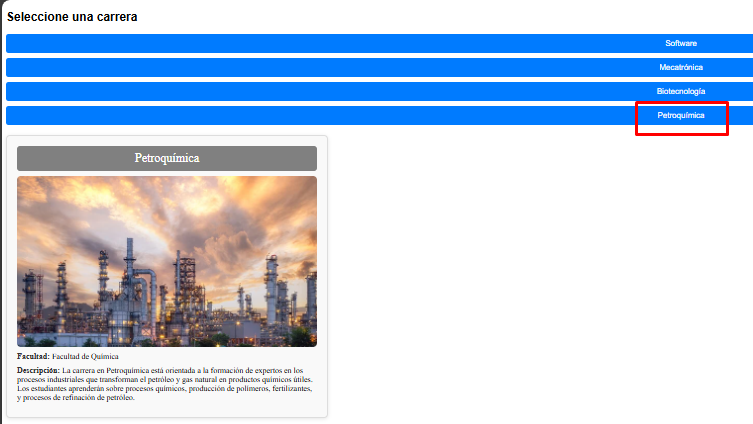 Seleccione una carrera
Software
Mecatrónica
Biotecnología
Petroquímica
Petroquímica
Facultad: Facultad de Química
Descripción: La carrera en Petroquímica está orientada a la formación de expertos en los
procesos industriales que transforman el petróleo y gas natural en productos químicos útiles.
Los estudiantes aprenderán sobre procesos químicos, producción de polímeros, fertilizantes,
y procesos de refinación de petróleo.